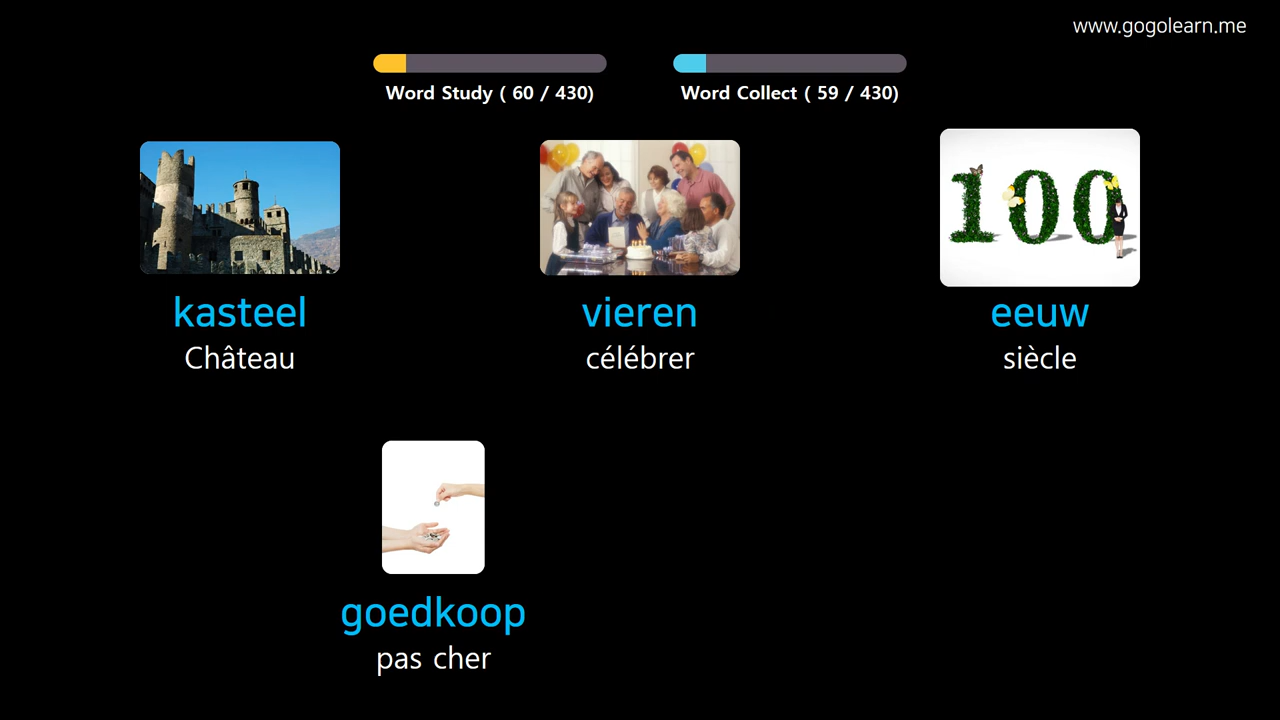 www.gogolearn.me
Word Study ( 60 / 430)
Word Collect ( 59 / 430)
100
kasteel
Château
vieren
célébrer
eeuw
siècle
goedkoop
pas cher